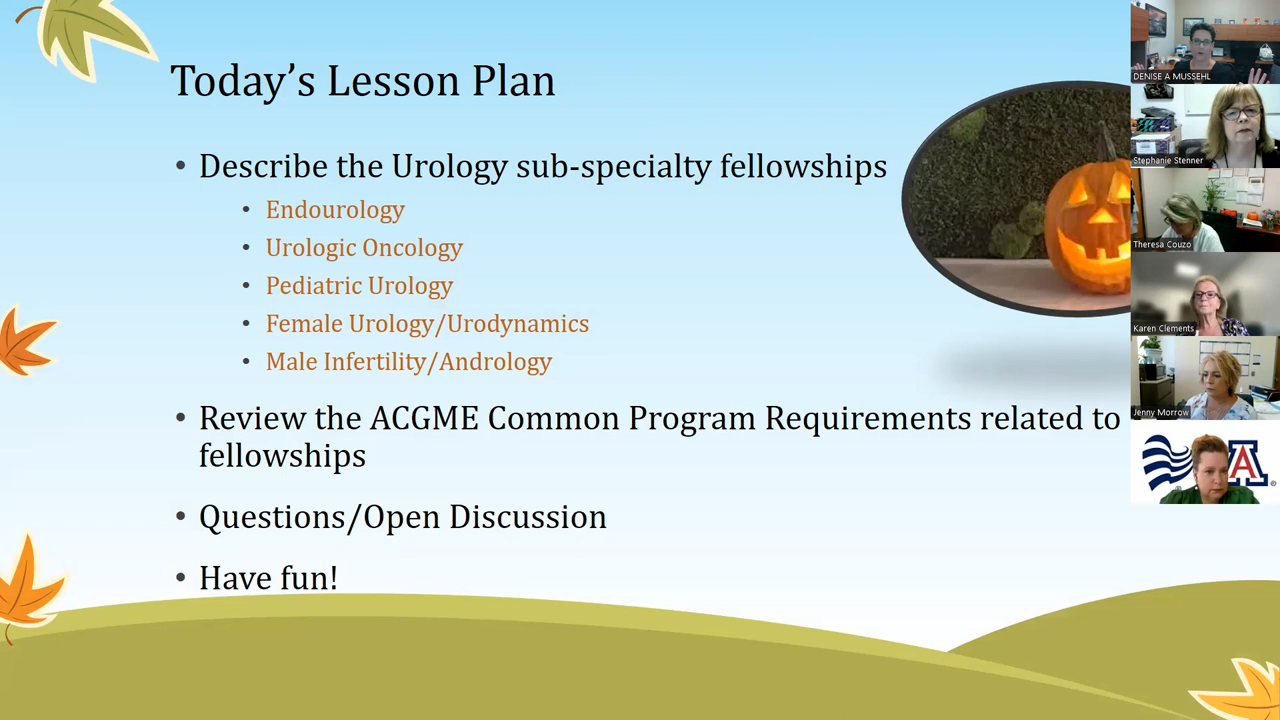 Today's Lesson Plan
• Describe the Urology sub-specialty fellowships
• Endourology
• Urologic Oncology
• Pediatric Urology
• Female Urology/Urodynamics
• Male Infertility/Andrology
• Review the ACGME Common Program Requirements related to
fellowships
• Questions/Open Discussion
• Have fun!
DENISE A MUSSEHL
Stephanie Stenner
Theresa Couzo
Karen Clements
Jenny Morrow
A